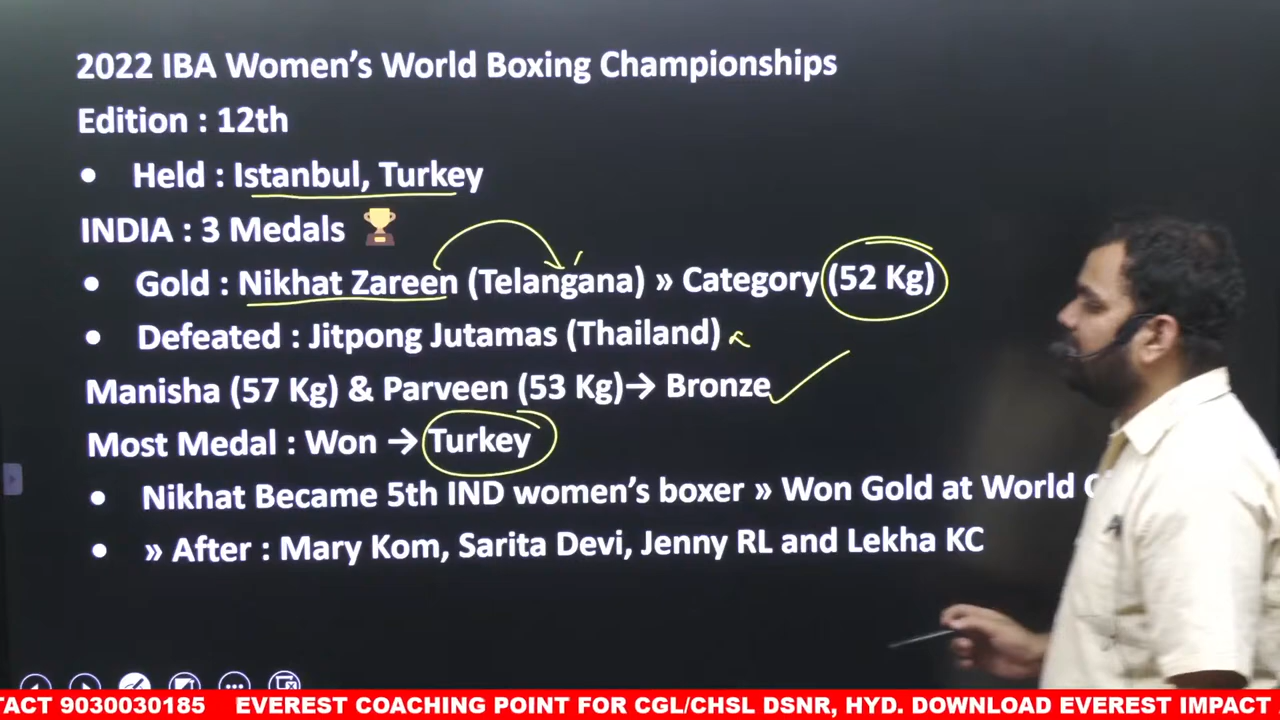 2022 IBA Women's World Boxing Championships
Edition : 12th
• Held : Istanbul, Turkey
INDIA : 3 Medals 🏆
• Gold : Nikhat Zareen (Telangana) » Category (52 Kg)
• Defeated : Jitpong Jutamas (Thailand)
Manisha (57 Kg) & Parveen (53 Kg)→ Bronze
Most Medal : Won → Turkey
• Nikhat Became 5th IND women's boxer » Won Gold at World
• » After : Mary Kom, Sarita Devi, Jenny RL and Lekha KC
TACT 9030030185 EVEREST COACHING POINT FOR CGL/CHSL DSNR, HYD. DOWNLOAD EVEREST IMPACT